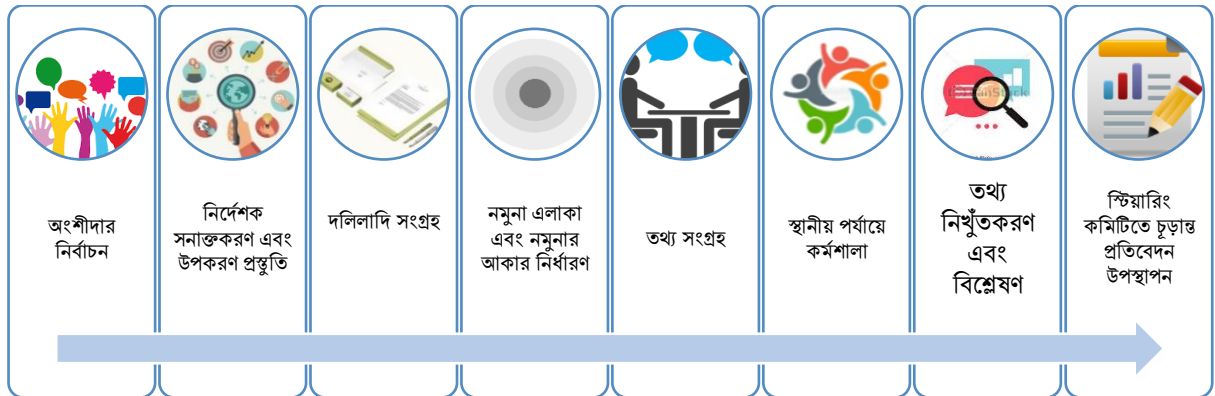 অংশীদার
নির্বাচন
নির্দেশক
সনাক্তকরণ এবং
উপকরণ প্রস্তুতি
দলিলাদি সংগ্রহ
নমুনা এলাকা
এবং নমুনার
আকার নির্ধারণ
তথ্য সংগ্রহ
স্থানীয় পর্যায়ে
কর্মশালা
তথ্য
নিখুঁতকরণ
এবং
বিশ্লেষণ
স্টিয়ারিং
কমিটিতে চূড়ান্ত
প্রতিবেদন
উপস্থাপন